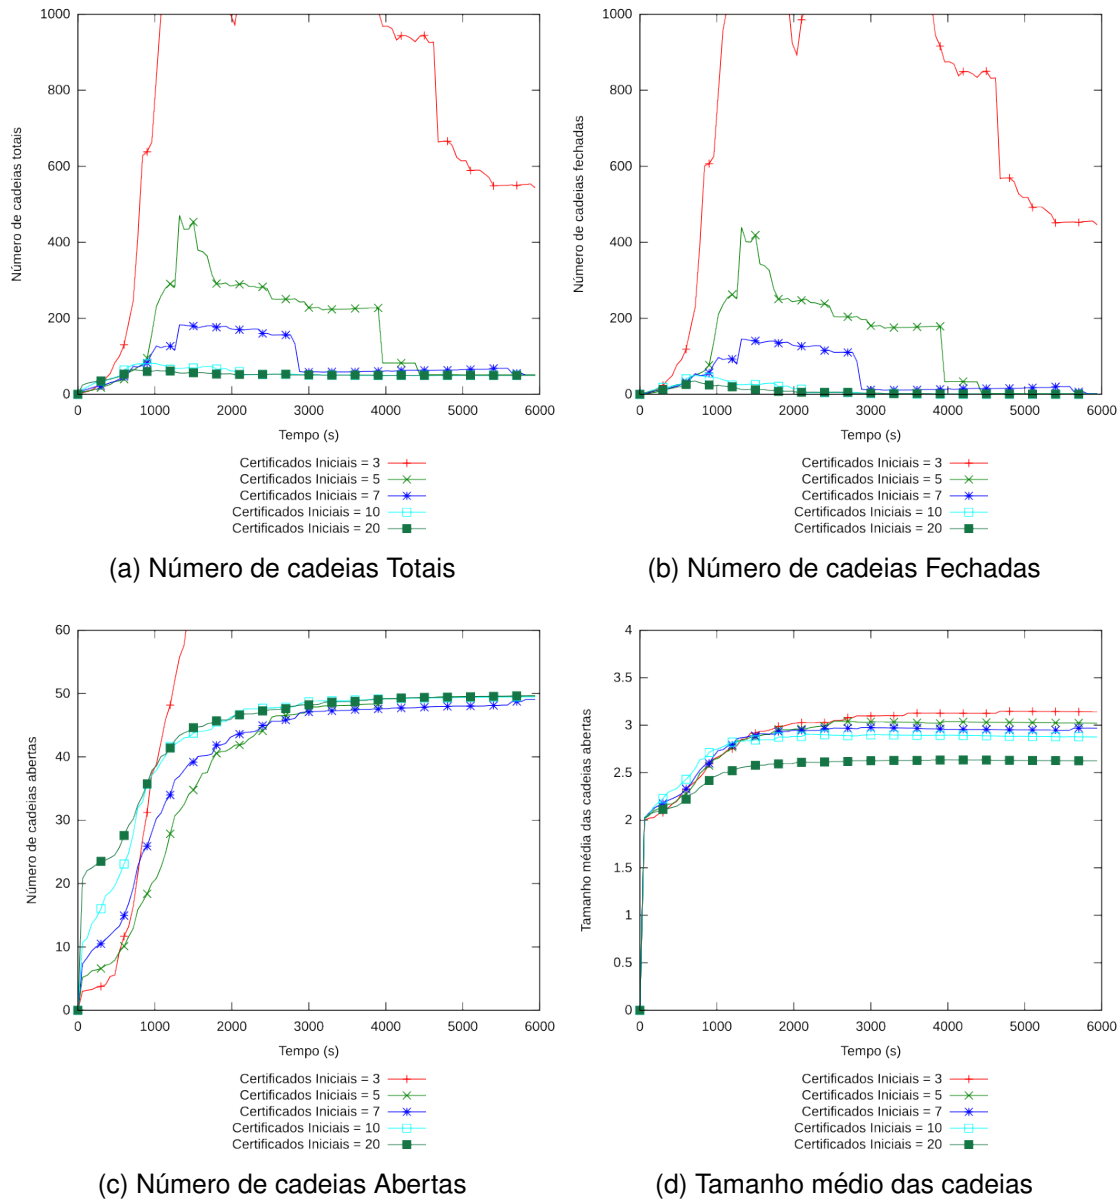 1000
800
600
400
200
0
Número de cadeias totais
0 1000 2000 3000 4000 5000 6000
Tempo (s)
Certificados Iniciais = 3
Certificados Iniciais = 5
Certificados Iniciais = 7
Certificados Iniciais = 10
Certificados Iniciais = 20
(a) Número de cadeias Totais
1000
800
600
400
200
0
Número de cadeias fechadas
0 1000 2000 3000 4000 5000 6000
Tempo (s)
Certificados Iniciais = 3
Certificados Iniciais = 5
Certificados Iniciais = 7
Certificados Iniciais = 10
Certificados Iniciais = 20
(b) Número de cadeias Fechadas
60
50
40
30
20
10
0
Número de cadeias abertas
0 1000 2000 3000 4000 5000 6000
Tempo (s)
Certificados Iniciais = 3
Certificados Iniciais = 5
Certificados Iniciais = 7
Certificados Iniciais = 10
Certificados Iniciais = 20
(c) Número de cadeias Abertas
4
3.5
3
2.5
2
1.5
1
0.5
0
Tamanho média das cadeias abertas
0 1000 2000 3000 4000 5000 6000
Tempo (s)
Certificados Iniciais = 3
Certificados Iniciais = 5
Certificados Iniciais = 7
Certificados Iniciais = 10
Certificados Iniciais = 20
(d) Tamanho médio das cadeias